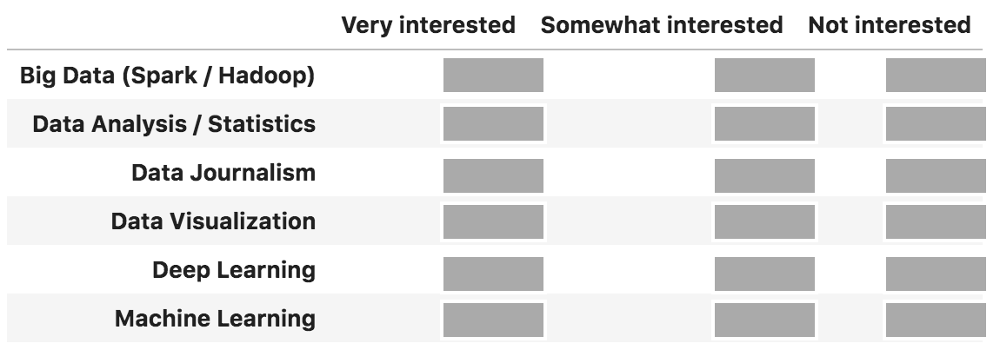 Very interested Somewhat interested Not interested
Big Data (Spark / Hadoop)
Data Analysis / Statistics
Data Journalism
Data Visualization
Deep Learning
Machine Learning